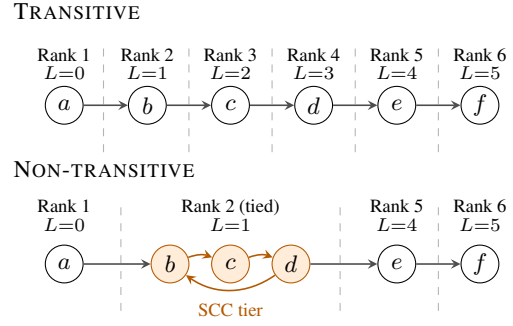 TRANSITIVE
Rank 1 Rank 2 Rank 3 Rank 4 Rank 5 Rank 6
L=0 L=1 L=2 L=3 L=4 L=5
a b c d e f
NON-TRANSITIVE
Rank 1 Rank 2 (tied) Rank 5 Rank 6
L=0 L=1 L=4 L=5
a b c d e f
SCC tier